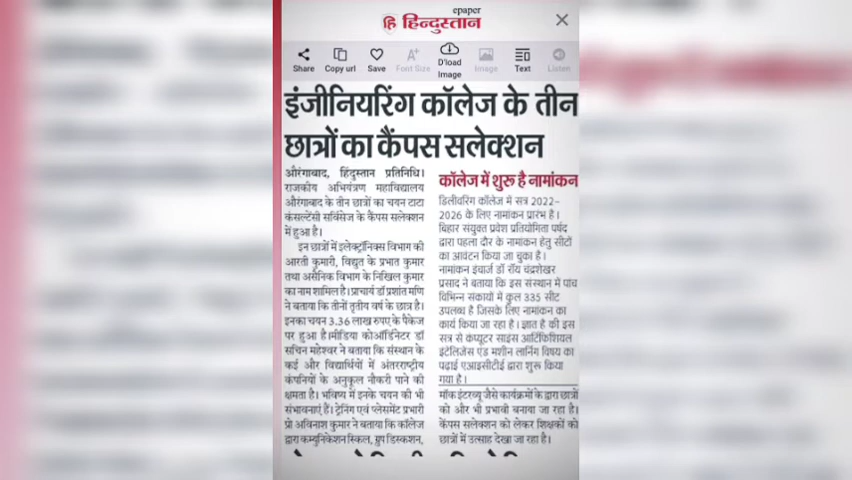 epaper
हि हिन्दुस्तान
Share
Copy url
Save
A+
Font Size
D'load
Image
Image
Text
Listen
इंजीनियरिंग कॉलेज के तीन
छात्रों का कैंपस सलेक्शन
औरंगाबाद, हिंदुस्तान प्रतिनिधि।
राजकीय अभियंत्रण महाविद्यालय
औरंगाबाद के तीन छात्रों का चयन टाटा
कंसल्टेंसी सर्विसेज के कैंपस सलेक्शन
में हुआ है।
इन छात्रों में इलेक्ट्रॉनिक्स विभाग की
आरती कुमारी, विद्युत के प्रभात कुमार
तथा असैनिक विभाग के निखिल कुमार
का नाम शामिल है। प्राचार्य डॉ प्रशांत मणि
ने बताया कि तीनों तृतीय वर्ष के छात्र है।
इनका चयन 3.36 लाख रुपए के पैकेज
पर हुआ है।मीडिया कोऑर्डिनेटर डॉ
सचिन महेश्वर ने बताया कि संस्थान के
कई और विद्यार्थियों में अंतरराष्ट्रीय
कंपनियों के अनुकूल नौकरी पाने की
क्षमता है। भविष्य में इनके चयन की भी
संभावनाएं हैं। ट्रेनिंग एवं प्लेसमेंट प्रभारी
प्रो अविनाश कुमार ने बताया कि कॉलेज
द्वारा कम्युनिकेशन स्किल, ग्रुप डिस्कशन,
कॉलेज में शुरू है नामांकन
डिलीवरिंग कॉलेज में सत्र 2022-
2026 के लिए नामांकन प्रारंभ है।
बिहार संयुक्त प्रवेश प्रतियोगिता पर्षद
द्वारा पहला दौर के नामांकन हेतु सीटों
का आवंटन किया जा चुका है।
नामांकन इंचार्ज डॉ रॉय चंद्रशेखर
प्रसाद ने बताया कि इस संस्थान में पांच
विभिन्न संकायों में कुल 335 सीट
उपलब्ध है जिसके लिए नामांकन का
कार्य किया जा रहा है। ज्ञात है की इस
सत्र से कंप्यूटर साइंस आर्टिफिशियल
इंटेलिजेंस एंड मशीन लर्निंग विषय का
पढ़ाई एआइसीटीई द्वारा शुरू किया
गया है।
मॉक इंटरव्यू जैसे कार्यक्रमों के द्वारा छात्रों
को और भी प्रभावी बनाया जा रहा है।
कैंपस सलेक्शन को लेकर शिक्षकों को
छात्रों में उत्साह देखा जा रहा है।